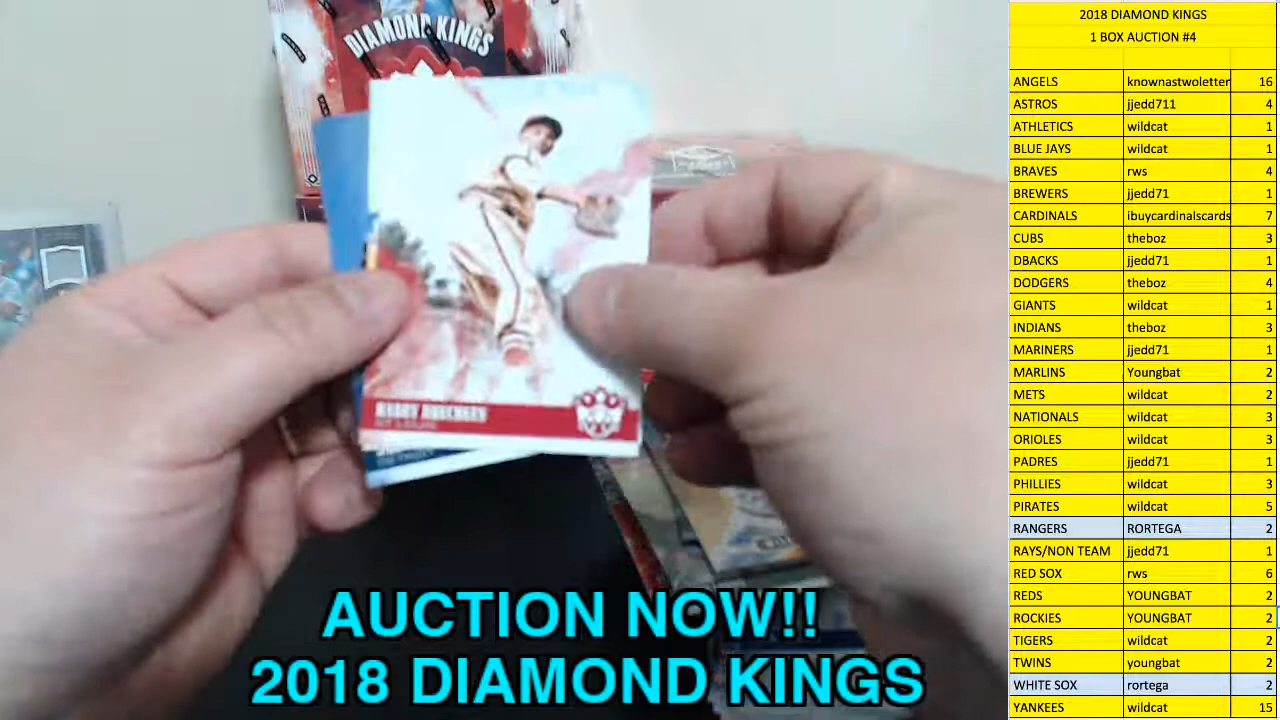 DIAMOND KINGS
AUCTION NOW!!
2018 DIAMOND KINGS
2018 DIAMOND KINGS
1 BOX AUCTION #4
ANGELS knownastwoletter 16
ASTROS jjedd711 4
ATHLETICS wildcat 1
BLUE JAYS wildcat 1
BRAVES rws 4
BREWERS jjedd71 1
CARDINALS ibuycardinalscards 7
CUBS theboz 3
DBACKS jjedd71 1
DODGERS theboz 4
GIANTS wildcat 1
INDIANS theboz 3
MARINERS jjedd71 1
MARLINS Youngbat 2
METS wildcat 2
NATIONALS wildcat 3
ORIOLES wildcat 3
PADRES jjedd71 1
PHILLIES wildcat 3
PIRATES wildcat 5
RANGERS RORTEGA 2
RAYS/NON TEAM jjedd71 1
RED SOX rws 6
REDS YOUNGBAT 2
ROCKIES YOUNGBAT 2
TIGERS wildcat 2
TWINS youngbat 2
WHITE SOX rortega 2
YANKEES wildcat 15